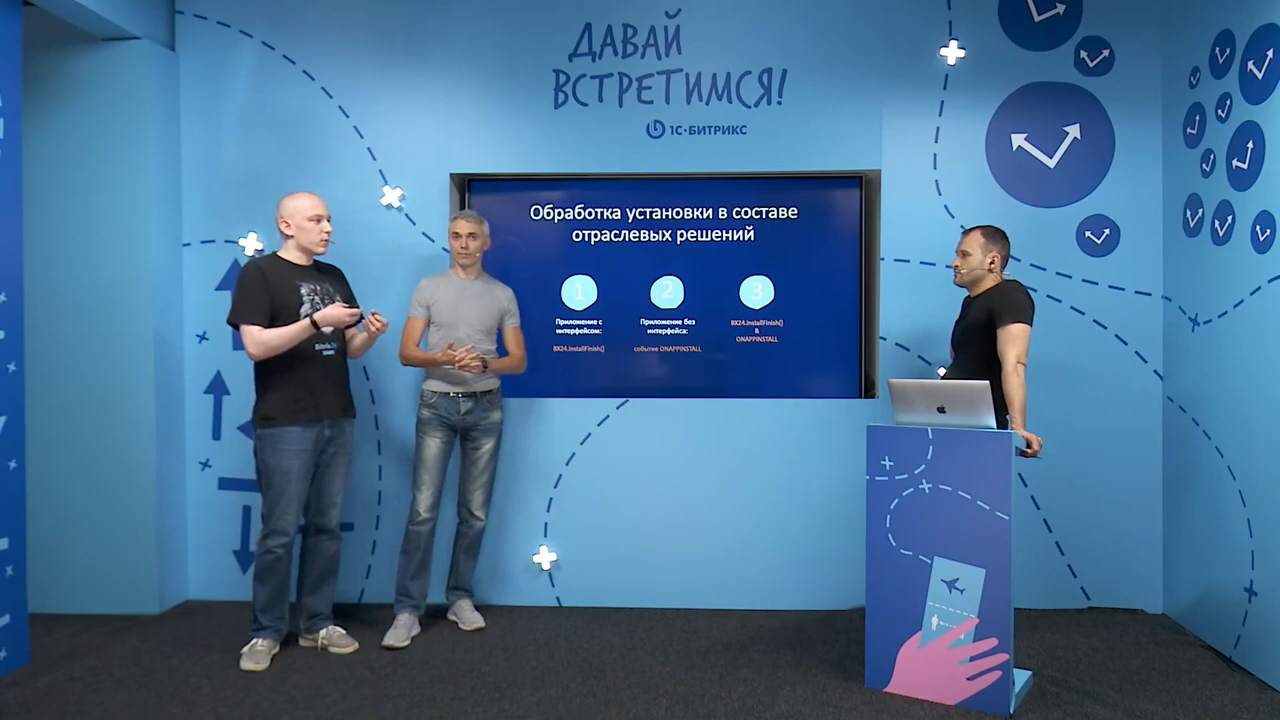 ДАВАЙ
ВСТРЕТИМСЯ!
1С·БИТРИКС
Обработка установки в составе
отраслевых решений
1
2
3
Приложение с
интерфейсом:
BX24.installFinish()
Приложение без
интерфейса:
событие ONAPPINSTALL
BX24.installFinish()
&
ONAPPINSTALL